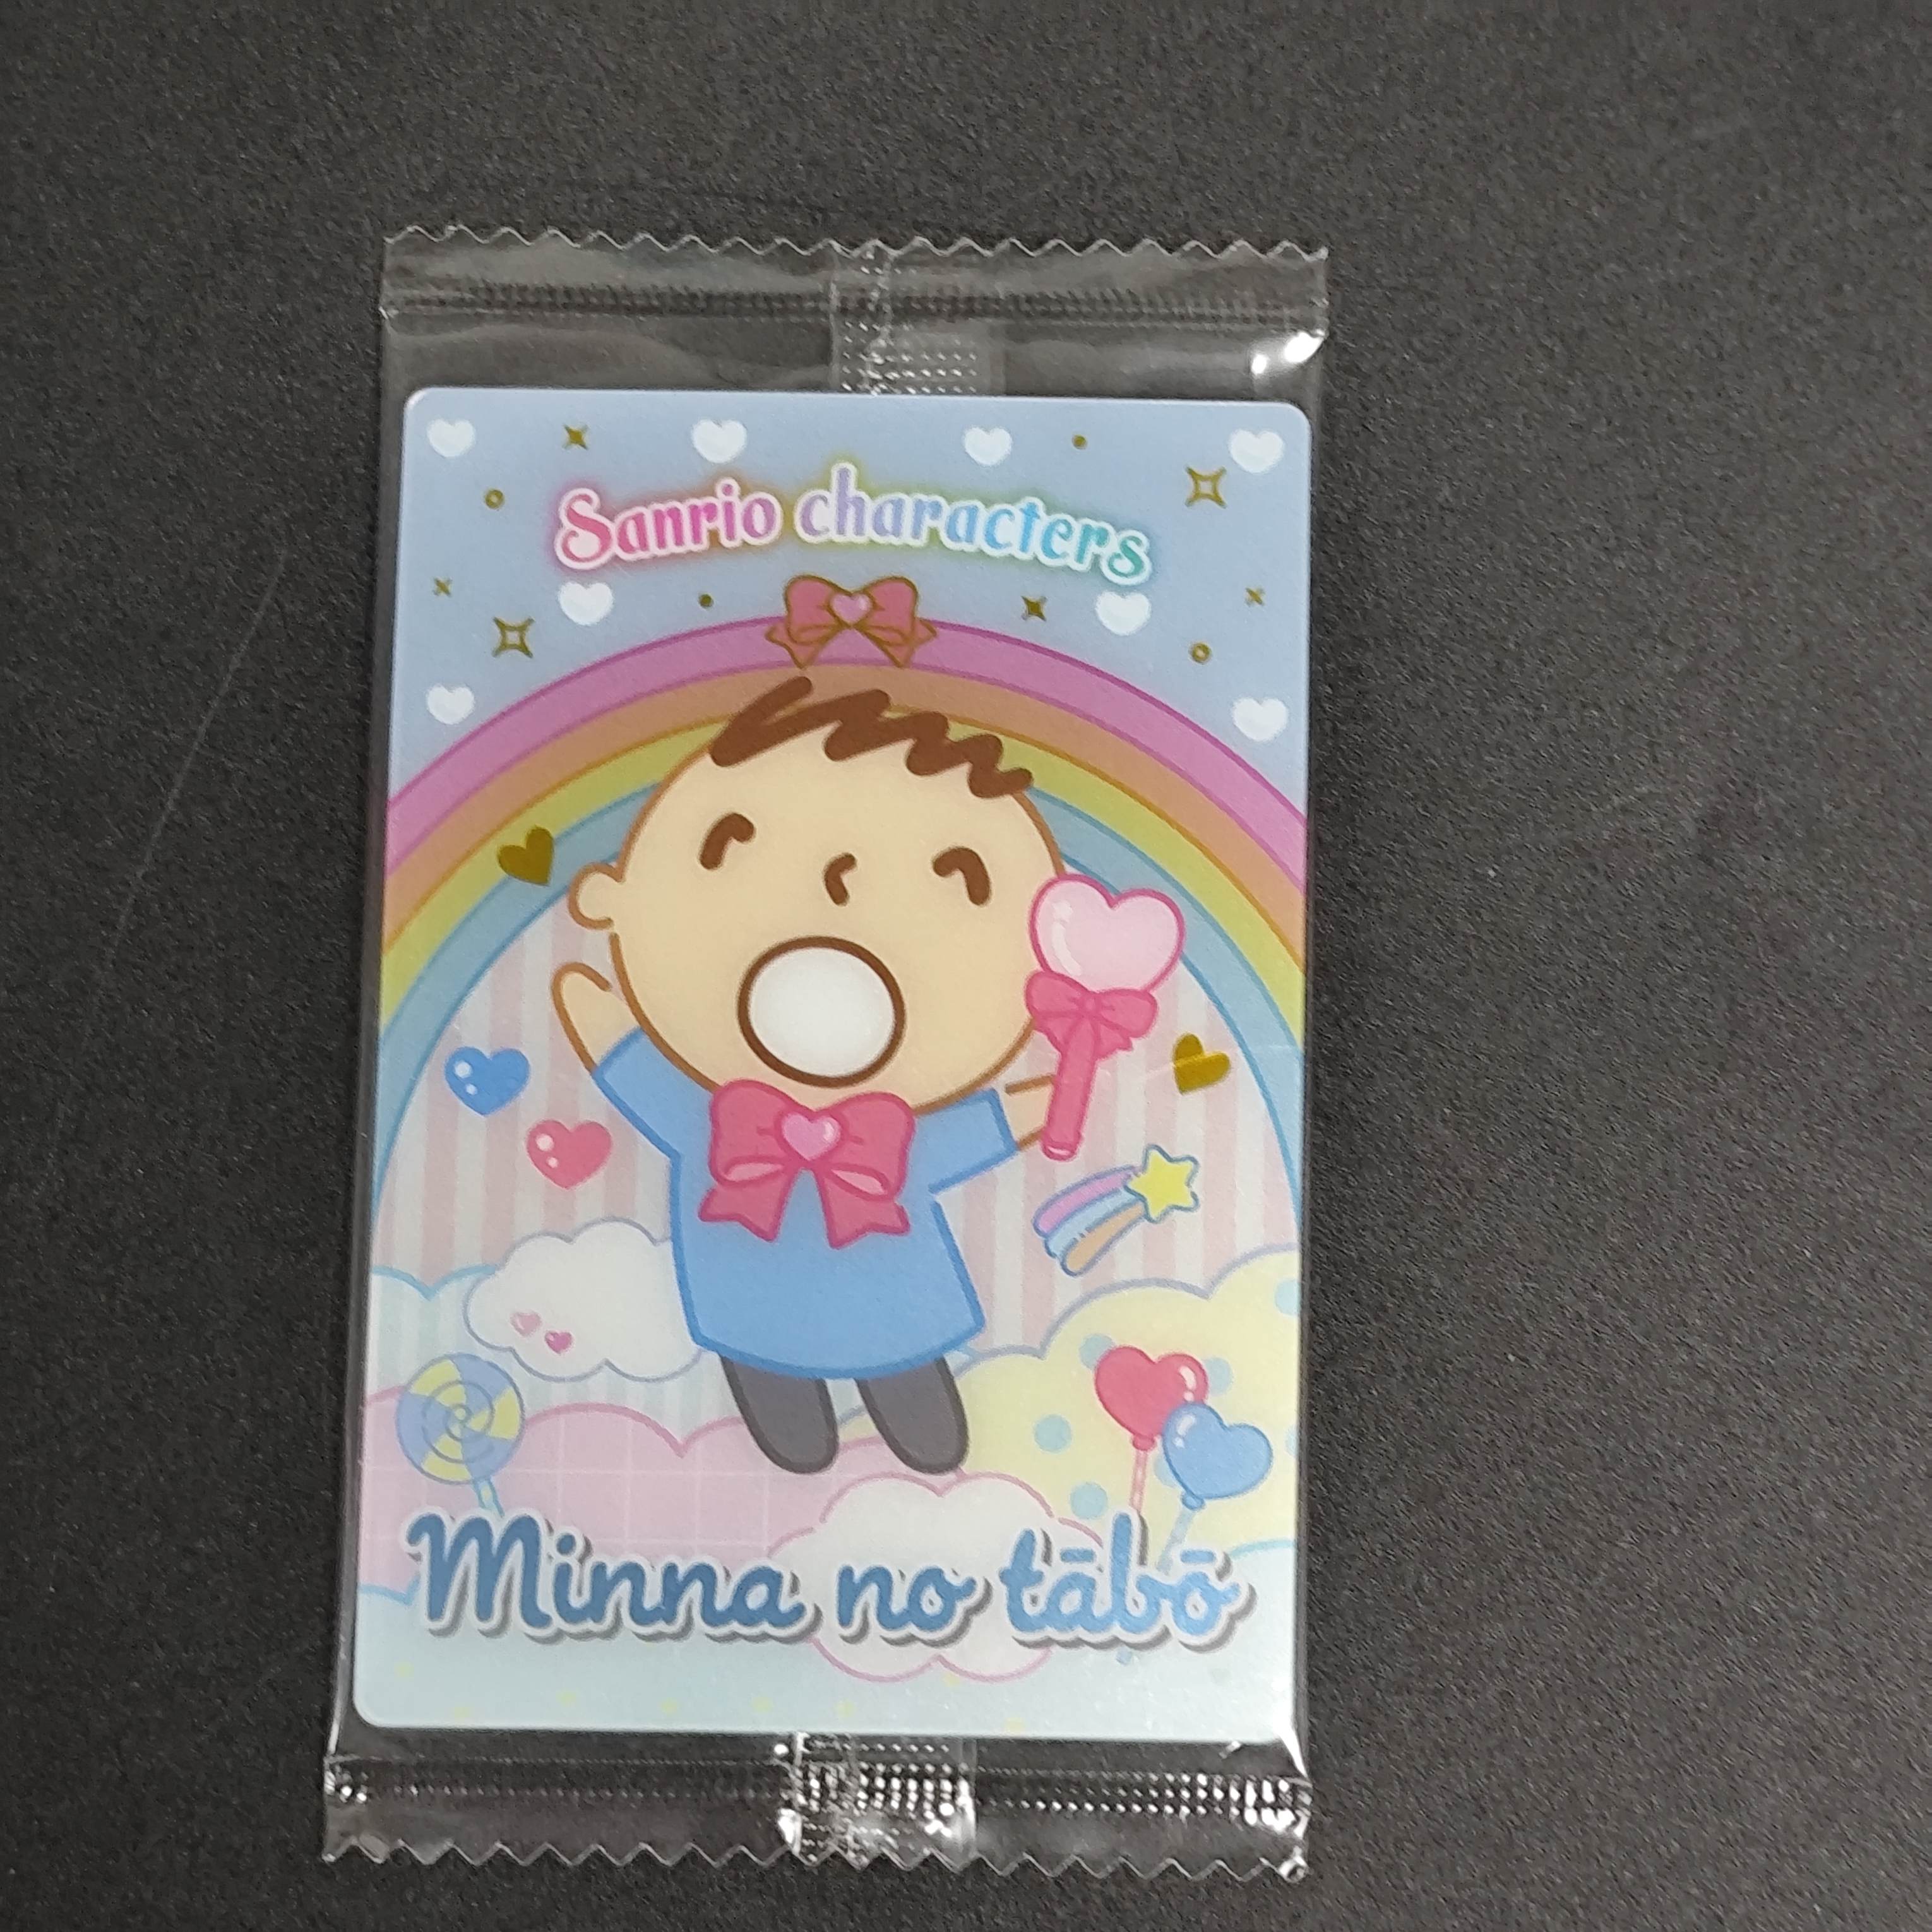 Sanrio characters
Minna no tābō